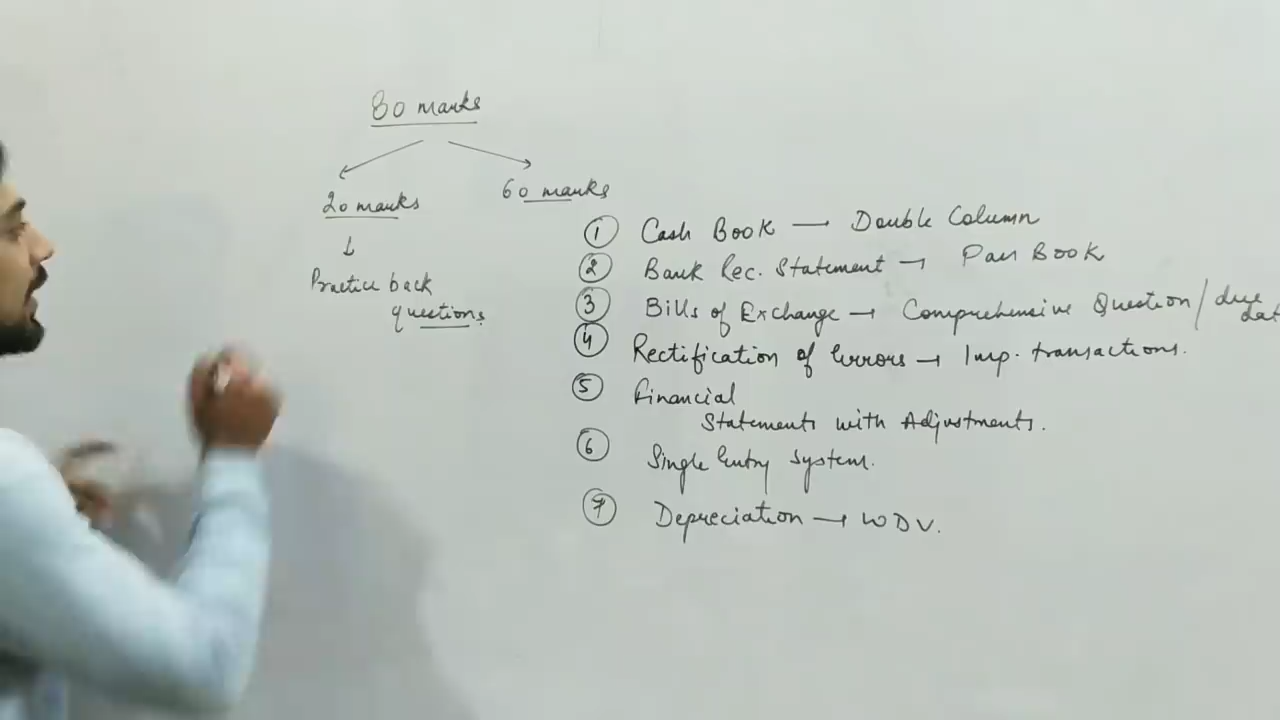 80 marks
20 marks
60 marks
↓
Practice back
questions
① Cash Book → Double Column
② Bank Rec. Statement → Pass Book
③ Bills of Exchange → Comprehensive Question / due dat
④ Rectification of Errors → Imp. transactions.
⑤ Financial
Statements with Adjustments.
⑥ Single Entry System.
⑦ Depreciation → WDV.